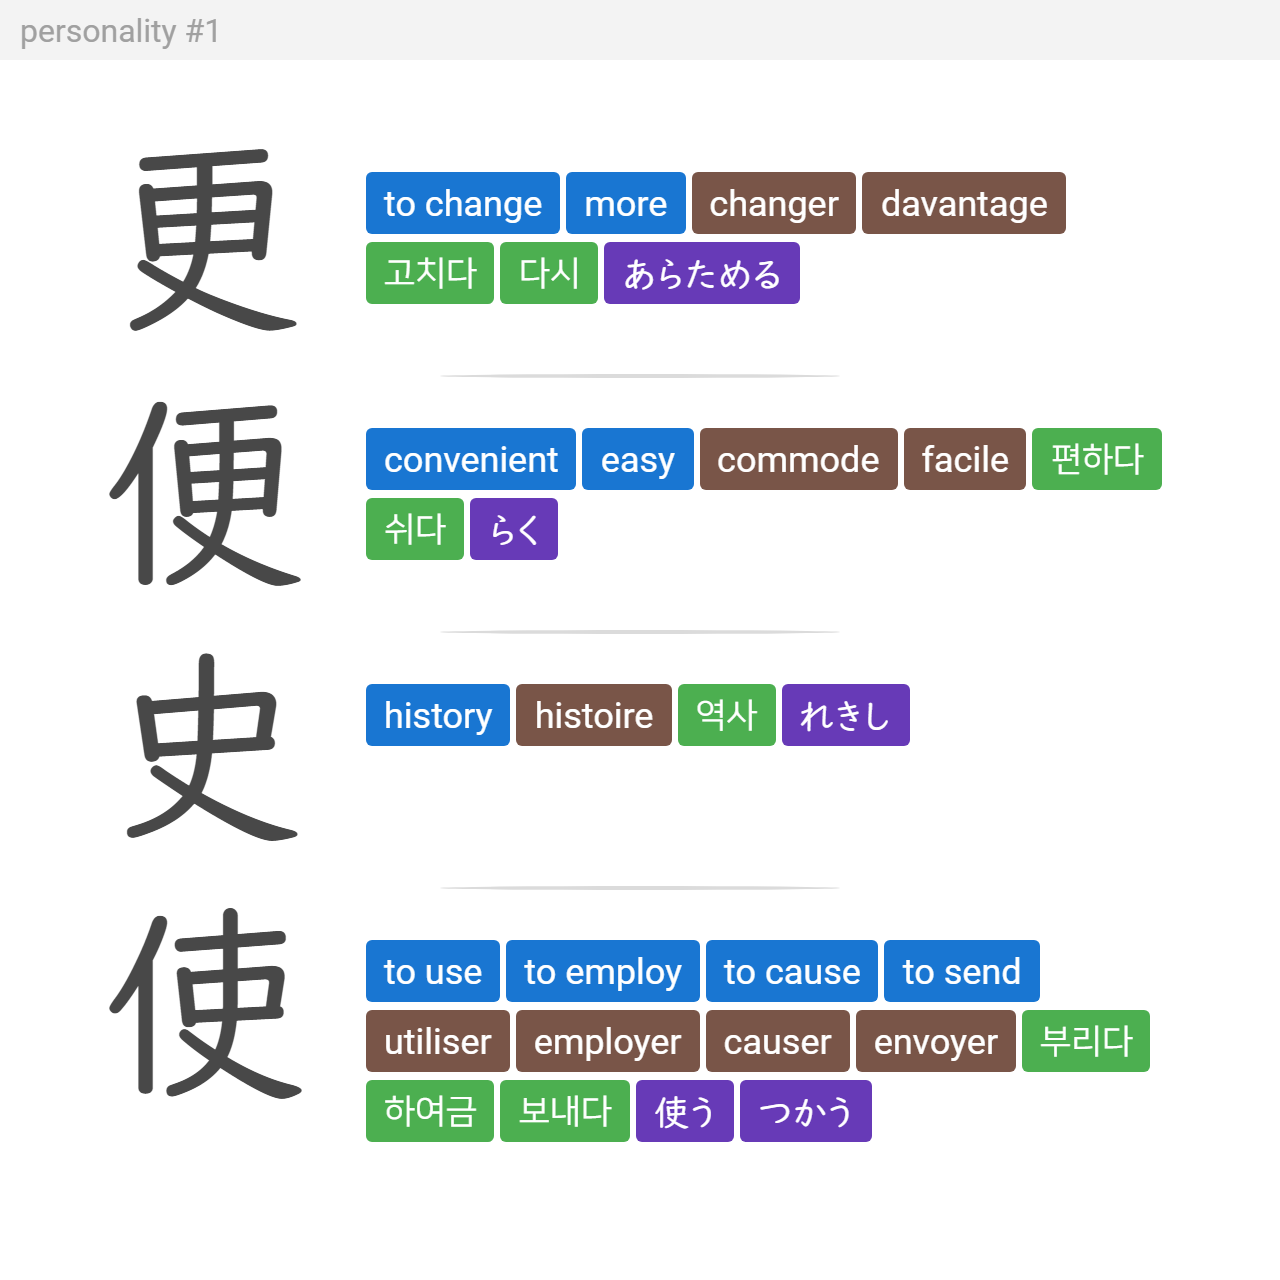 personality #1
更
to change more changer davantage
고치다 다시 あらためる
便
convenient easy commode facile 편하다
쉬다 らく
史
history histoire 역사 れきし
使
to use to employ to cause to send
utiliser employer causer envoyer 부리다
하여금 보내다 使う つかう